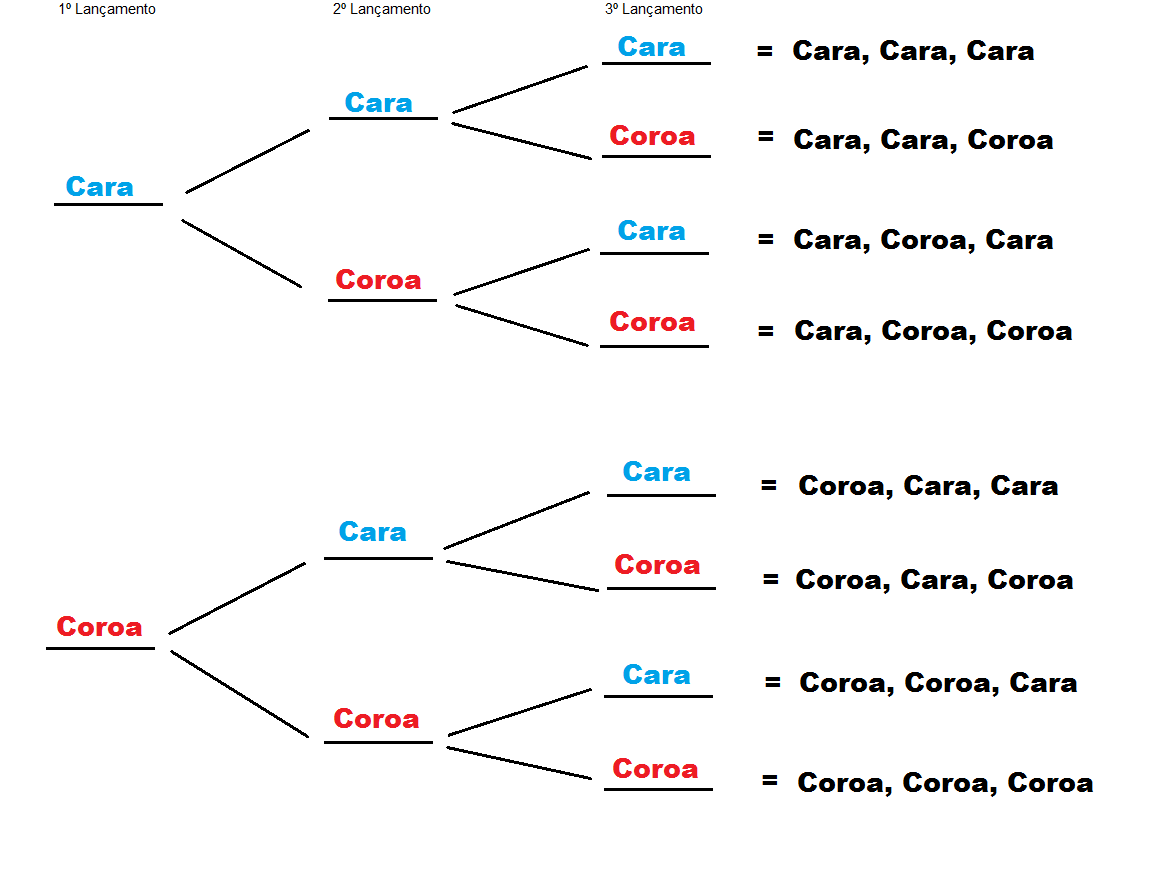 1º Lançamento 2º Lançamento 3º Lançamento
Cara = Cara, Cara, Cara
Cara
Coroa = Cara, Cara, Coroa
Cara
Cara = Cara, Coroa, Cara
Coroa
Coroa = Cara, Coroa, Coroa
Cara = Coroa, Cara, Cara
Cara
Coroa = Coroa, Cara, Coroa
Coroa
Cara = Coroa, Coroa, Cara
Coroa
Coroa = Coroa, Coroa, Coroa